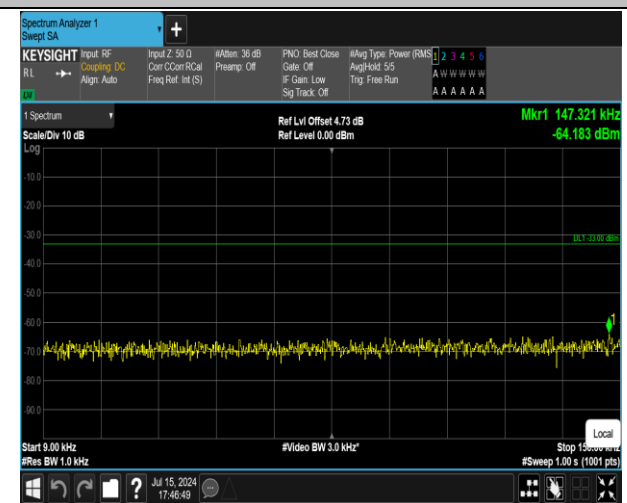 Spectrum Analyzer 1
Swept SA
+
KEYSIGHT
RL
Input: RF
Coupling: DC
Align: Auto
Input Z: 50 Ω
Corr CCorr RCal
Freq Ref: Int (S)
#Atten: 36 dB
Preamp: Off
PNO: Best Close
Gate: Off
IF Gain: Low
Sig Track: Off
#Avg Type: Power (RMS
Avg|Hold: 5/5
Trig: Free Run
1 2 3 4 5 6
A W W W W W
A A A A A A
1 Spectrum
Scale/Div 10 dB
Log
Ref Lvl Offset 4.73 dB
Ref Level 0.00 dBm
Mkr1 147.321 kHz
-64.183 dBm
-10.0
-20.0
-30.0
DL1 -33.00 dBm
-40.0
-50.0
-60.0
1
-70.0
-80.0
-90.0
Local
Start 9.00 kHz
#Video BW 3.0 kHz*
Stop 150.00 kHz
#Res BW 1.0 kHz
#Sweep 1.00 s (1001 pts)
?
Jul 15, 2024
17:46:49